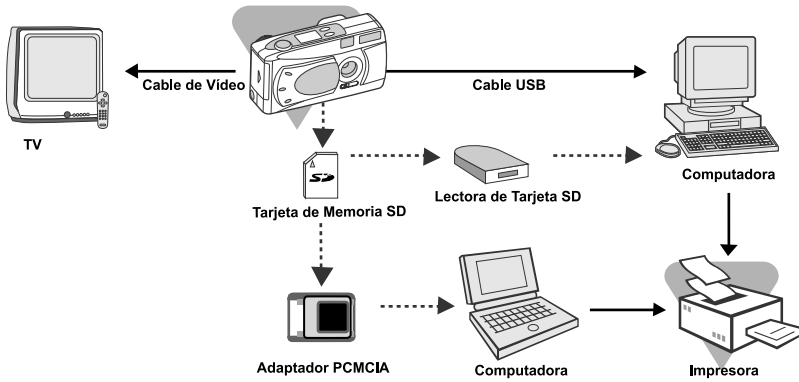 Cable de Vídeo
Cable USB
TV
SD
Tarjeta de Memoria SD
Lectora de Tarjeta SD
Computadora
Adaptador PCMCIA
Computadora
Impresora